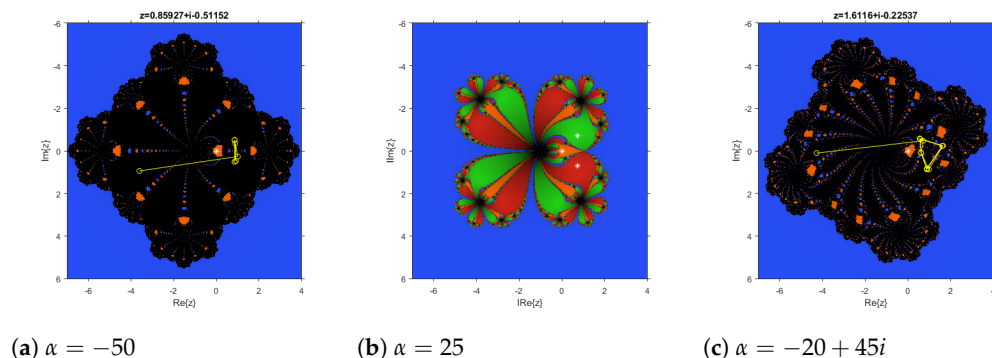 z=0.85927+i-0.51152
z=1.6116+i-0.22537
-6
-4
-2
0
2
4
6
Im{z}
-6 -4 -2 0 2 4
Re{z}
-6
-4
-2
0
2
4
6
IIm{z}
-6 -4 -2 0 2 4
IRe{z}
-6
-4
-2
0
2
4
6
Im{z}
-6 -4 -2 0 2 4
Re{z}
(a) α = −50
(b) α = 25
(c) α = −20 + 45i